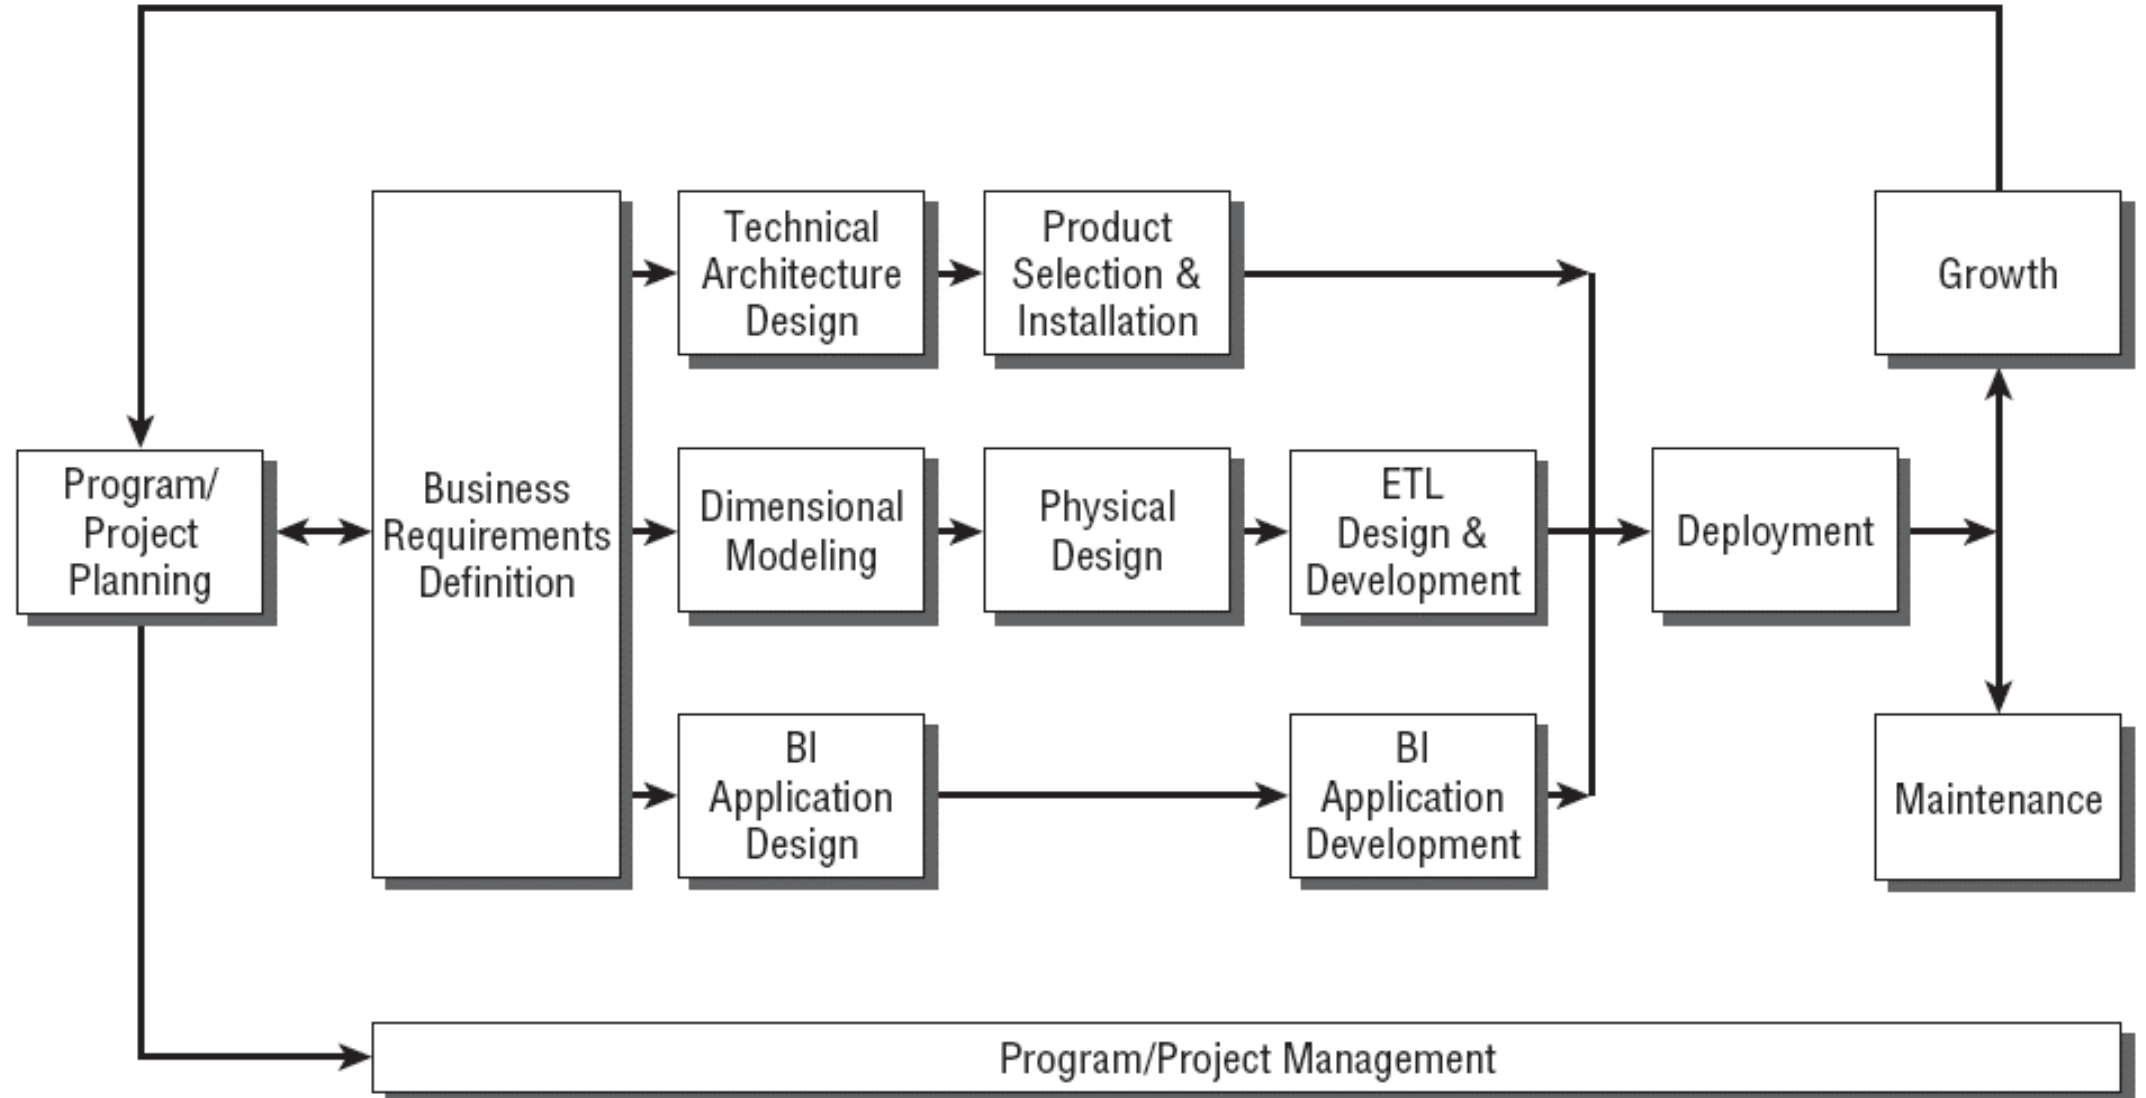 Technical
Architecture
Design
Product
Selection &
Installation
Growth
Program/
Project
Planning
Business
Requirements
Definition
Dimensional
Modeling
Physical
Design
ETL
Design &
Development
Deployment
BI
Application
Design
BI
Application
Development
Maintenance
Program/Project Management